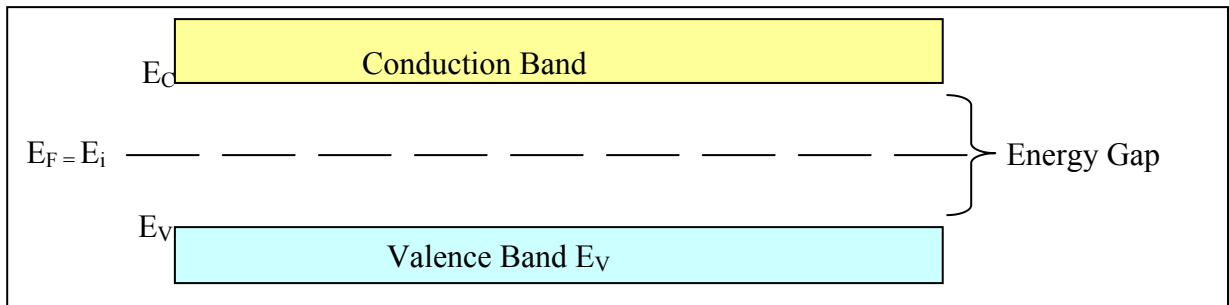 Conduction Band
E_C
E_F = E_i
Energy Gap
E_V
Valence Band E_V